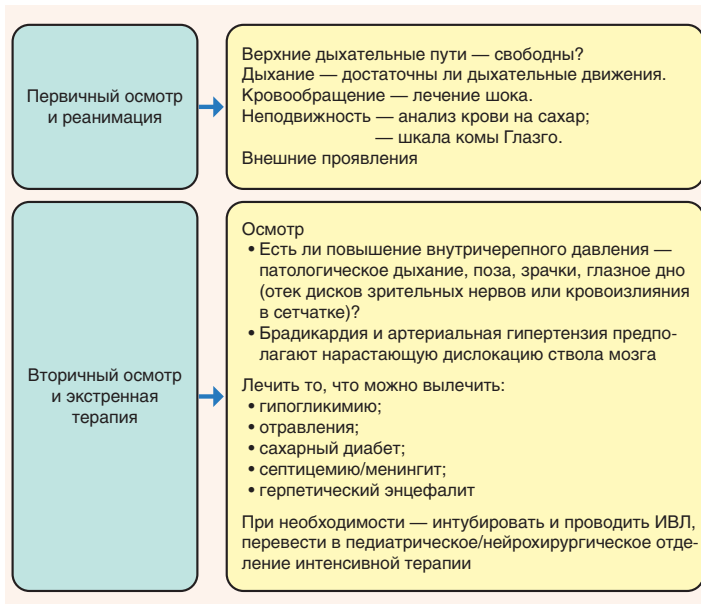 Первичный осмотр
и реанимация
Верхние дыхательные пути — свободны?
Дыхание — достаточны ли дыхательные движения.
Кровообращение — лечение шока.
Неподвижность — анализ крови на сахар;
— шкала комы Глазго.
Внешние проявления
Вторичный осмотр
и экстренная
терапия
Осмотр
• Есть ли повышение внутричерепного давления —
патологическое дыхание, поза, зрачки, глазное дно
(отек дисков зрительных нервов или кровоизлияния
в сетчатке)?
• Брадикардия и артериальная гипертензия предпо-
лагают нарастающую дислокацию ствола мозга
Лечить то, что можно вылечить:
• гипогликимию;
• отравления;
• сахарный диабет;
• септицемию/менингит;
• герпетический энцефалит
При необходимости — интубировать и проводить ИВЛ,
перевести в педиатрическое/нейрохирургическое отде-
ление интенсивной терапии